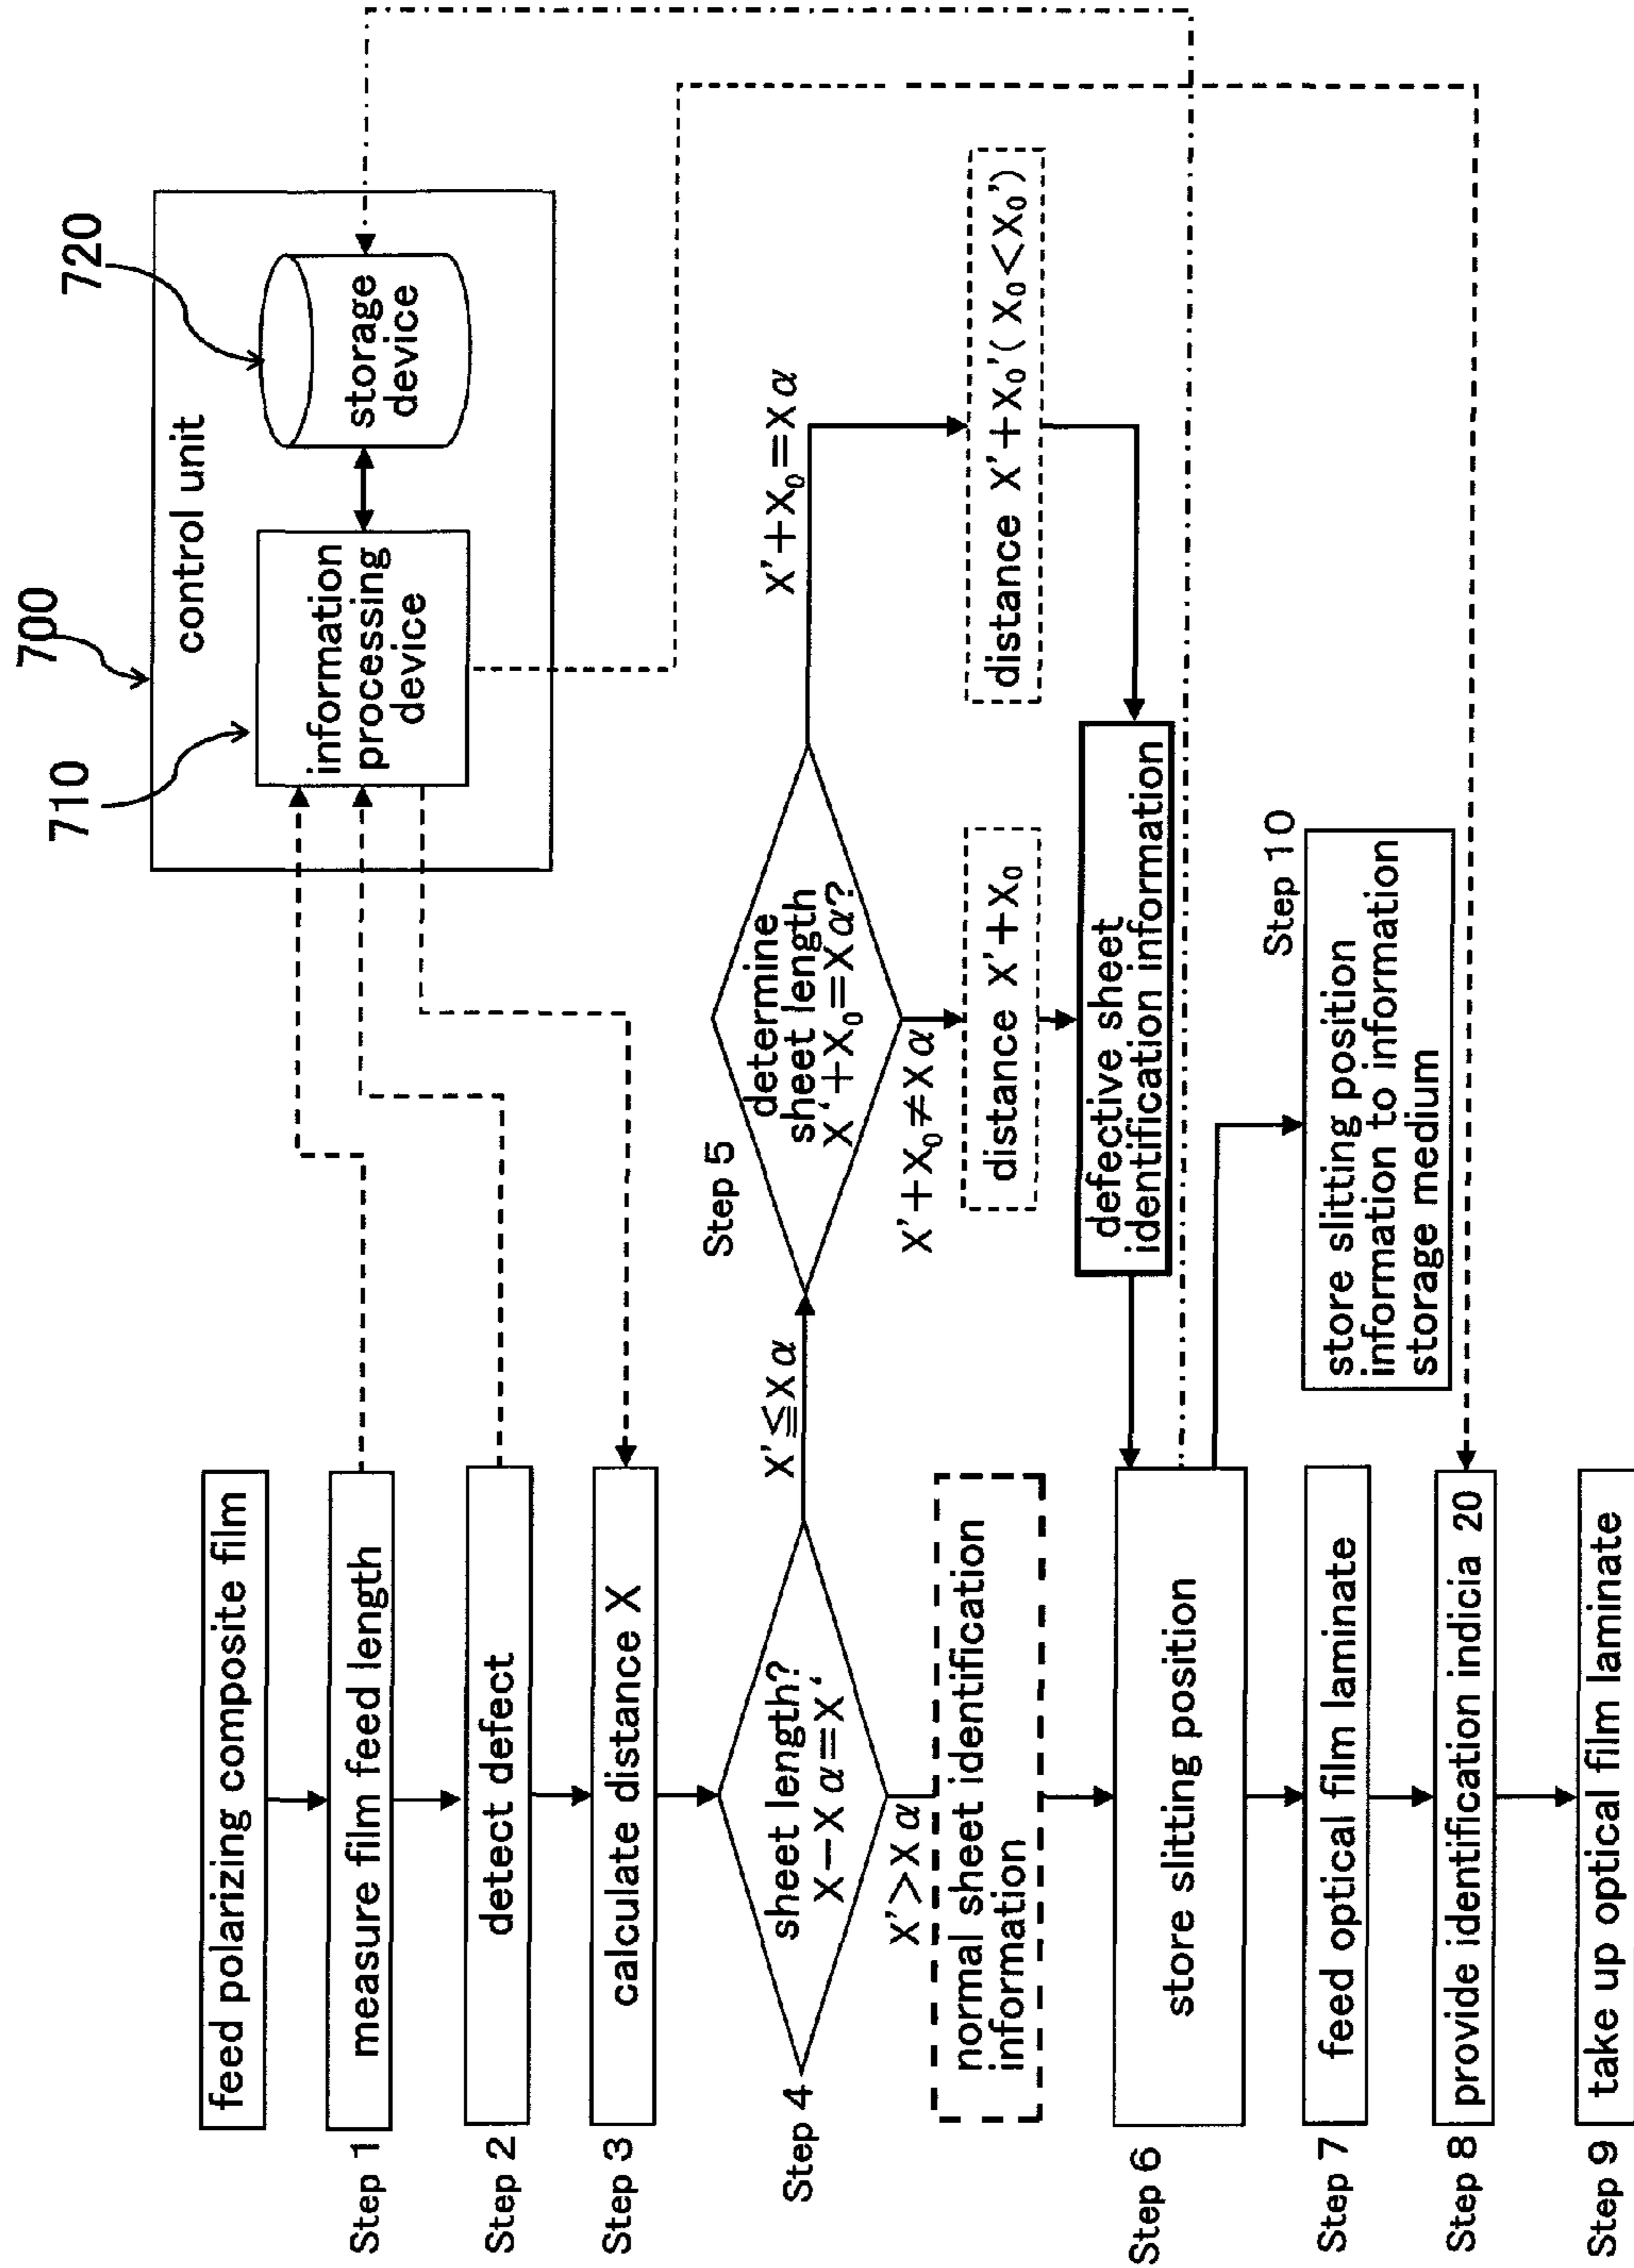 700
control unit
710
information
processing
device
720
storage
device
feed polarizing composite film
Step 1
measure film feed length
Step 2
detect defect
Step 3
calculate distance X
Step 4
sheet length?
X－Xα＝X‘
X'≦Xα
X'＞Xα
Step 5
determine
sheet length
X‘＋X₀＝Xα?
X'＋X₀＝Xα
X'＋X₀≠Xα
normal sheet identification
information
distance X'＋X₀
distance X'＋X₀'( X₀＜X₀')
defective sheet
identification information
Step 6
store slitting position
Step 10
store slitting position
information to information
storage medium
Step 7
feed optical film laminate
Step 8
provide identification indicia 20
Step 9
take up optical film laminate